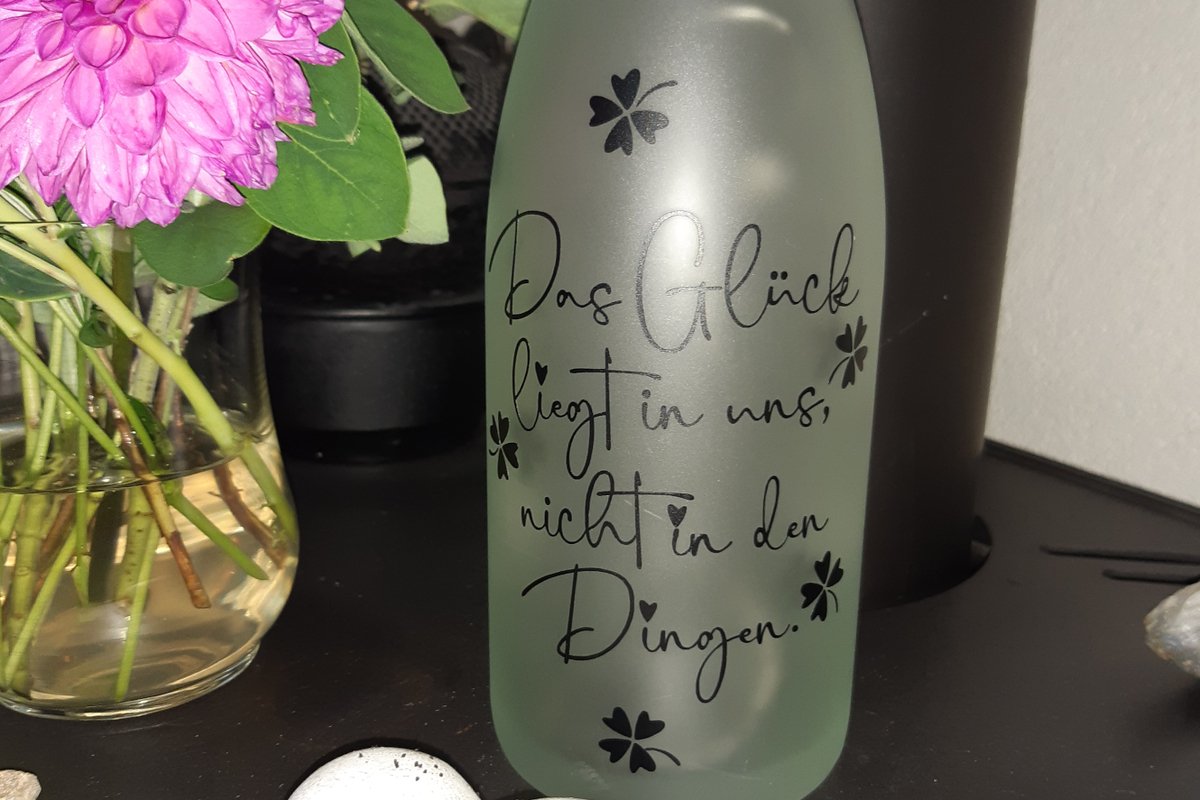 Das Glück
liegt in uns,
nicht in den
Dingen.